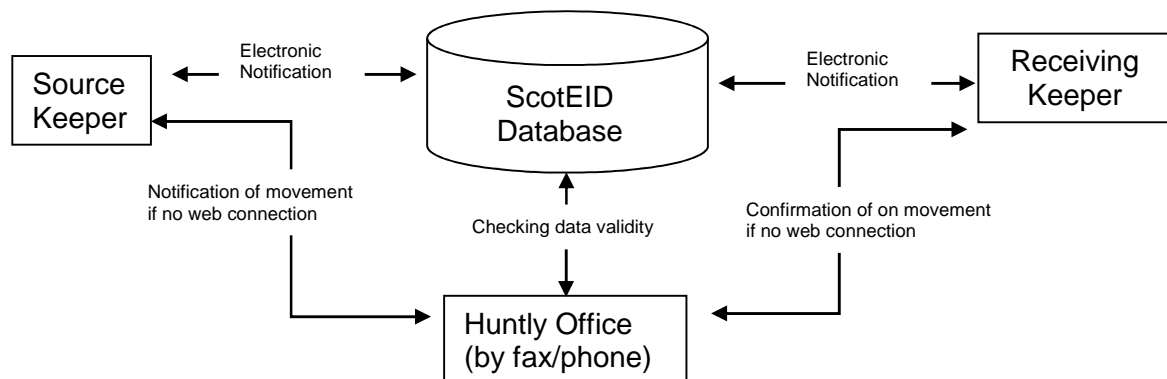 Electronic
Notification
Source
Keeper
ScotEID
Database
Electronic
Notification
Receiving
Keeper
Notification of movement
if no web connection
Checking data validity
Confirmation of on movement
if no web connection
Huntly Office
(by fax/phone)